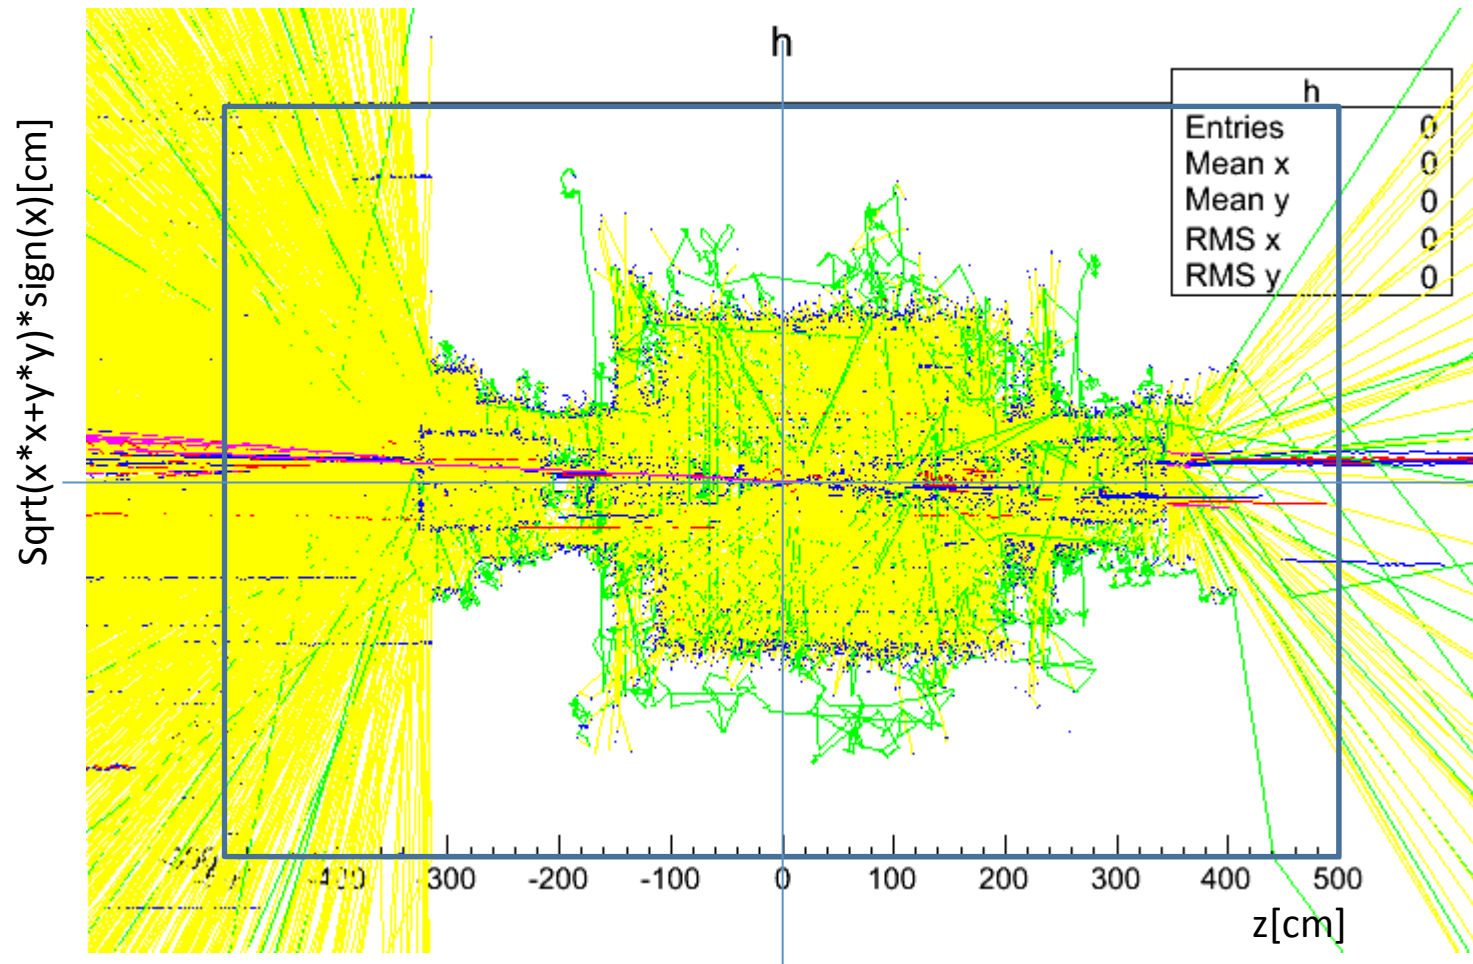 h
h
Entries 0
Mean x 0
Mean y 0
RMS x 0
RMS y 0
Sqrt(x*x+y*y)*sign(x)[cm]
-300 -200 -100 0 100 200 300 400 500
z[cm]